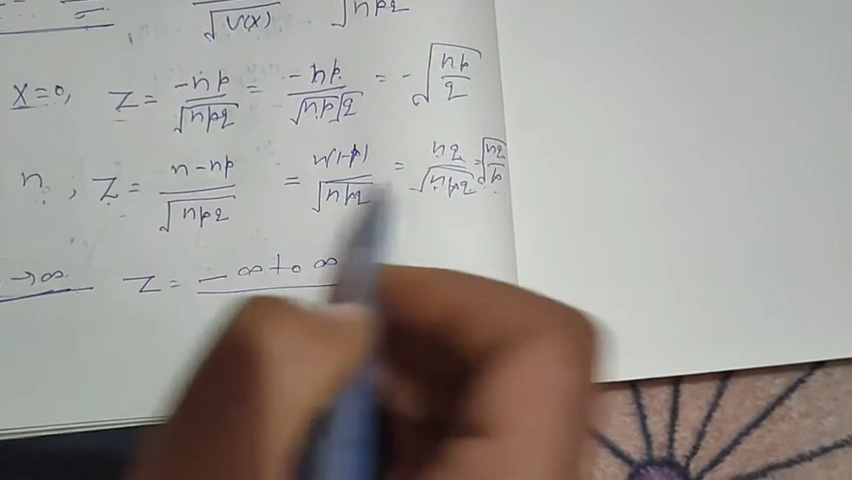 √V(X) √npq
X=0, Z = -np/√npq = -np/√npq = -√np/q
n, Z = n-np/√npq = n(1-p)/√npq = nq/√npq = √nq/p
→∞ Z = -∞ to ∞